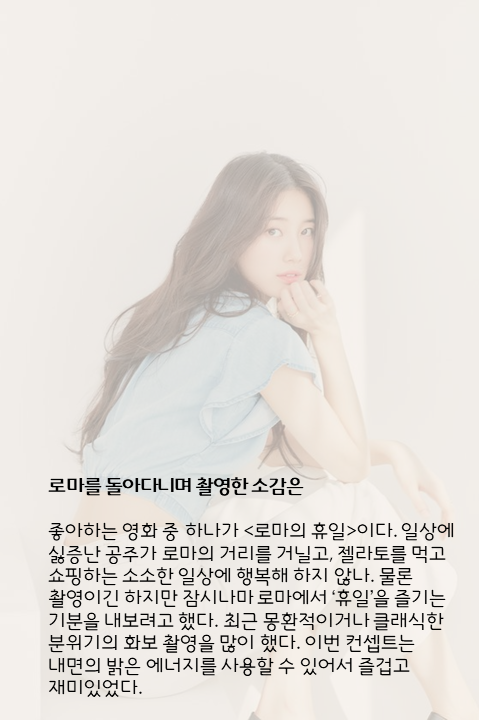 로마를 돌아다니며 촬영한 소감은
좋아하는 영화 중 하나가 <로마의 휴일>이다. 일상에
싫증난 공주가 로마의 거리를 거닐고, 젤라토를 먹고
쇼핑하는 소소한 일상에 행복해 하지 않나. 물론
촬영이긴 하지만 잠시나마 로마에서 ‘휴일’을 즐기는
기분을 내보려고 했다. 최근 몽환적이거나 클래식한
분위기의 화보 촬영을 많이 했다. 이번 컨셉트는
내면의 밝은 에너지를 사용할 수 있어서 즐겁고
재미있었다.